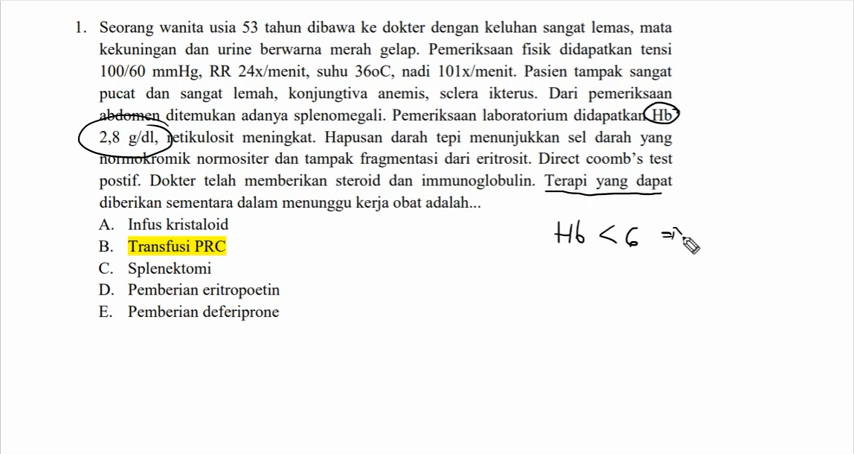 1. Seorang wanita usia 53 tahun dibawa ke dokter dengan keluhan sangat lemas, mata
kekuningan dan urine berwarna merah gelap. Pemeriksaan fisik didapatkan tensi
100/60 mmHg, RR 24x/menit, suhu 36oC, nadi 101x/menit. Pasien tampak sangat
pucat dan sangat lemah, konjungtiva anemis, sclera ikterus. Dari pemeriksaan
abdomen ditemukan adanya splenomegali. Pemeriksaan laboratorium didapatkan Hb
2,8 g/dl, retikulosit meningkat. Hapusan darah tepi menunjukkan sel darah yang
normokromik normositer dan tampak fragmentasi dari eritrosit. Direct coomb's test
postif. Dokter telah memberikan steroid dan immunoglobulin. Terapi yang dapat
diberikan sementara dalam menunggu kerja obat adalah...
A. Infus kristaloid
B. Transfusi PRC
C. Splenektomi
D. Pemberian eritropoetin
E. Pemberian deferiprone
Hb < 6 ⇒